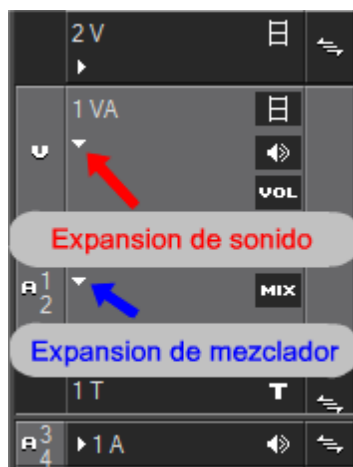 2 V
1 VA
V
VOL
Expansion de sonido
A 1
2
MIX
Expansion de mezclador
1 T
T
A 3
4
1 A